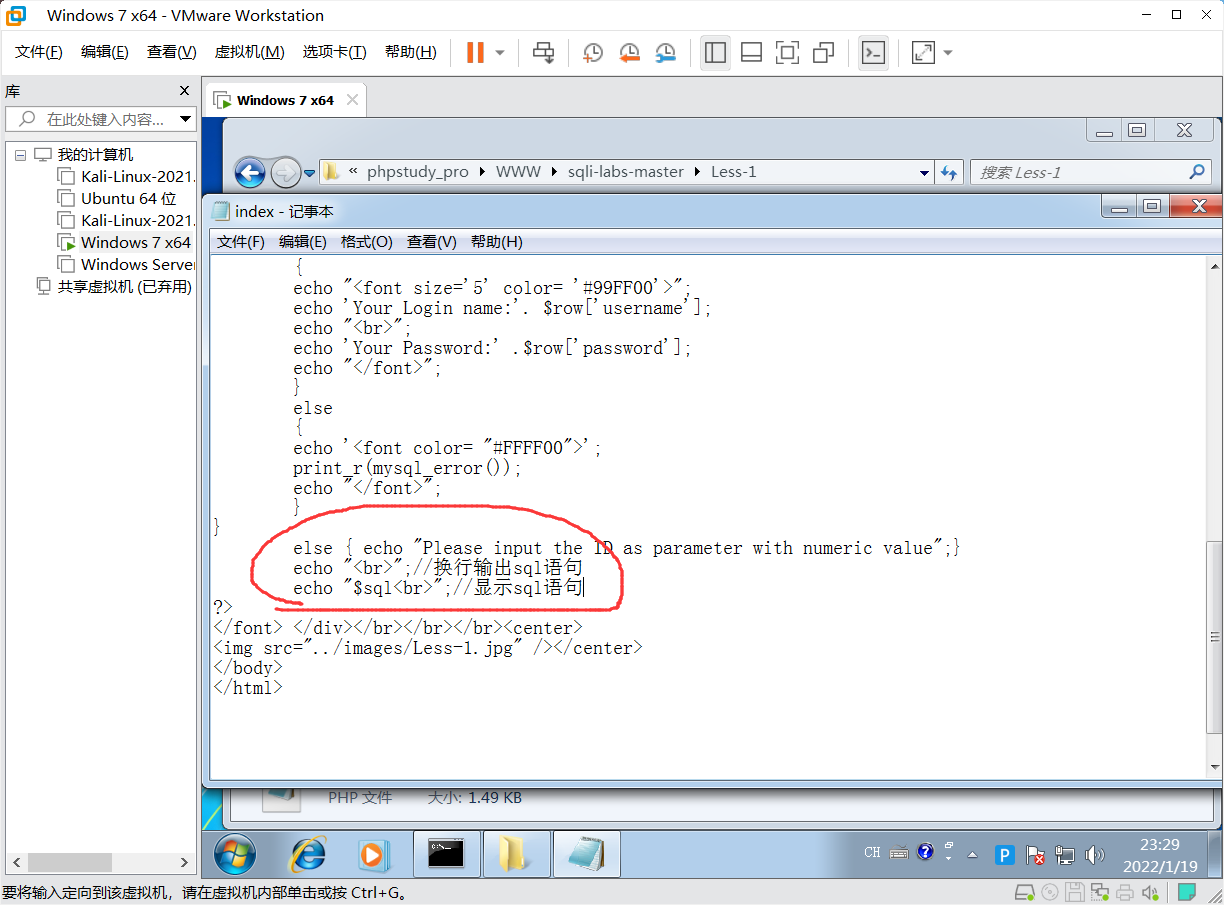 Windows 7 x64 - VMware Workstation
文件(F) 编辑(E) 查看(V) 虚拟机(M) 选项卡(T) 帮助(H)
库
在此处键入内容...
我的计算机
Kali-Linux-2021.
Ubuntu 64 位
Kali-Linux-2021.
Windows 7 x64
Windows Server
共享虚拟机 (已弃用)
Windows 7 x64
« phpstudy_pro WWW sqli-labs-master Less-1
搜索 Less-1
index - 记事本
文件(F) 编辑(E) 格式(O) 查看(V) 帮助(H)
{
echo "<font size='5' color= '#99FF00'>";
echo 'Your Login name:'. $row['username'];
echo "<br>";
echo 'Your Password:' .$row['password'];
echo "</font>";
}
else
{
echo '<font color= "#FFFF00">';
print_r(mysql_error());
echo "</font>";
}
}
else { echo "Please input the ID as parameter with numeric value";}
echo "<br>";//换行输出sql语句
echo "$sql<br>";//显示sql语句
?>
</font> </div></br></br></br><center>
<img src="../images/Less-1.jpg" /></center>
</body>
</html>
PHP 文件 大小: 1.49 KB
CH
23:29
2022/1/19
要将输入定向到该虚拟机，请在虚拟机内部单击或按 Ctrl+G。